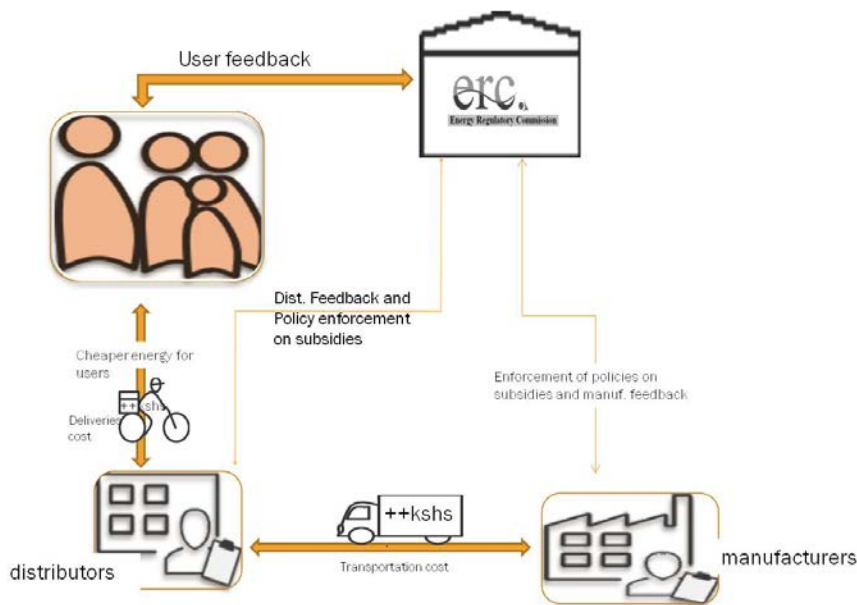 User feedback
erc.
Energy Regulatory Commission
Dist. Feedback and
Policy enforcement
on subsidies
Cheaper energy for
users
++kshs
Deliveries
cost
Enforcement of policies on
subsidies and manuf. feedback
++kshs
Transportation cost
distributors
manufacturers